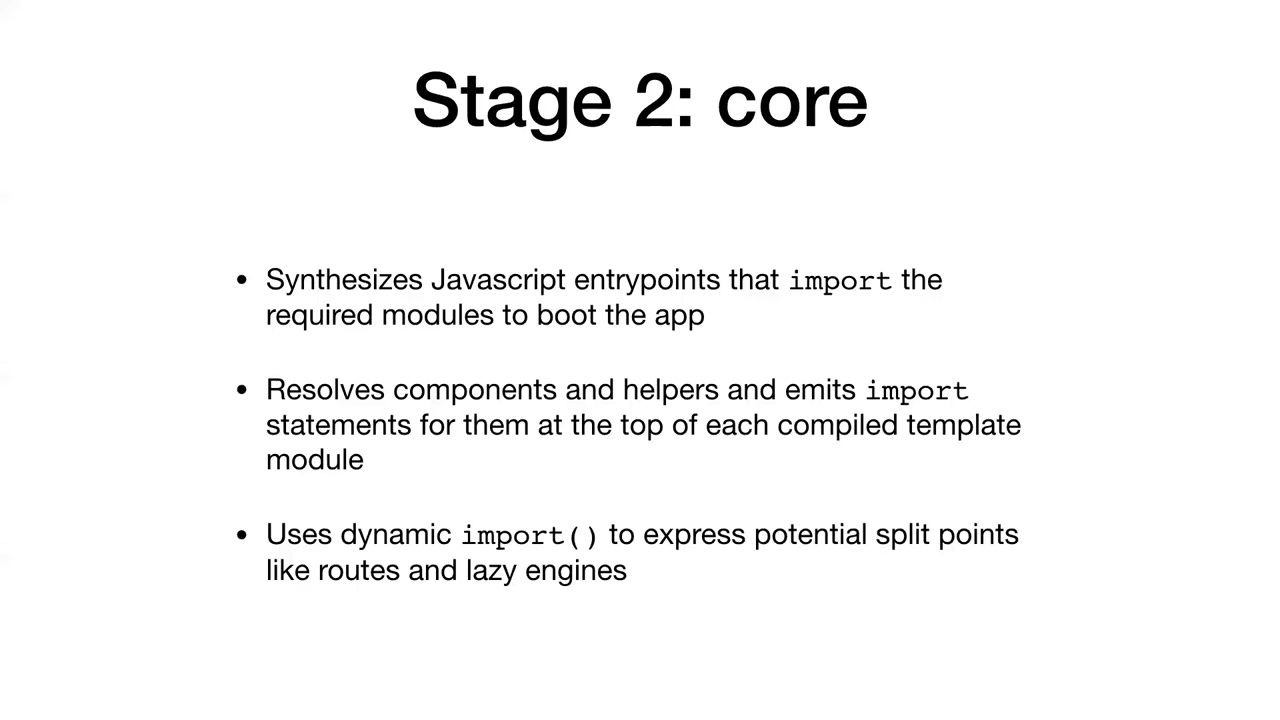 Stage 2: core
• Synthesizes Javascript entrypoints that import the
required modules to boot the app
• Resolves components and helpers and emits import
statements for them at the top of each compiled template
module
• Uses dynamic import() to express potential split points
like routes and lazy engines